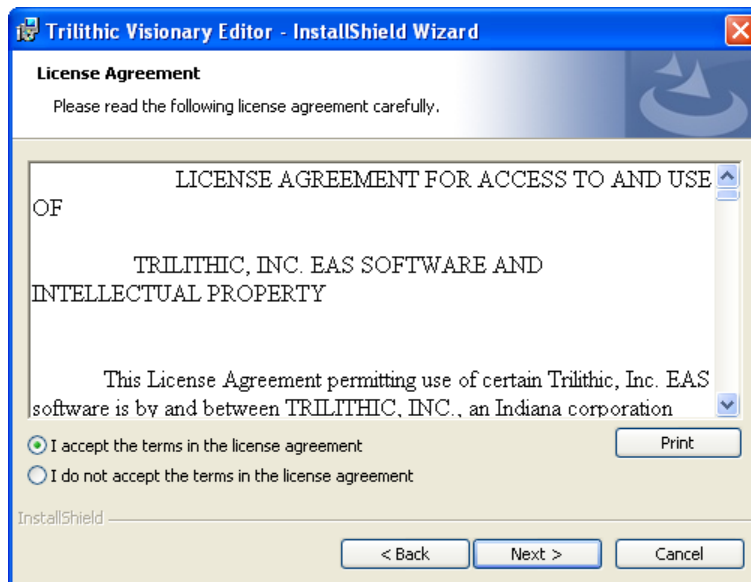 Trilithic Visionary Editor - InstallShield Wizard
License Agreement
Please read the following license agreement carefully.
LICENSE AGREEMENT FOR ACCESS TO AND USE
OF
TRILITHIC, INC. EAS SOFTWARE AND
INTELLECTUAL PROPERTY
This License Agreement permitting use of certain Trilithic, Inc. EAS
software is by and between TRILITHIC, INC., an Indiana corporation
I accept the terms in the license agreement
Print
I do not accept the terms in the license agreement
InstallShield
< Back Next > Cancel